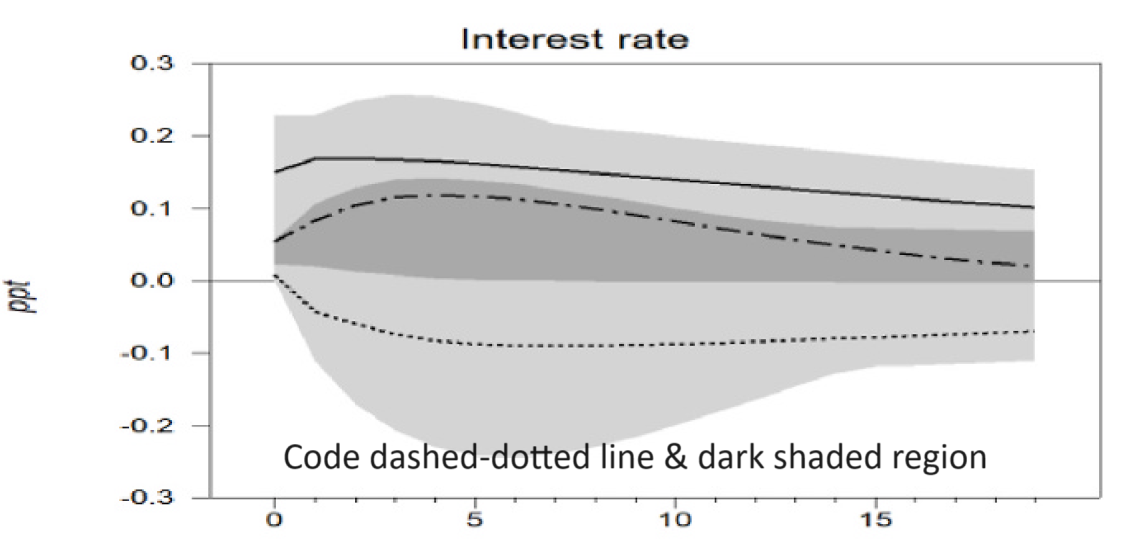 Interest rate
0.3
0.2
0.1
0.0
-0.1
-0.2
-0.3
ppt
Code dashed-dotted line & dark shaded region
0 5 10 15